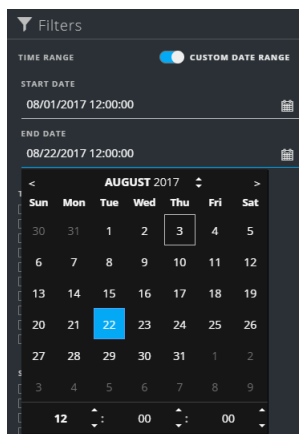 Filters
TIME RANGE CUSTOM DATE RANGE
START DATE
08/01/2017 12:00:00
END DATE
08/22/2017 12:00:00
< AUGUST 2017 >
Sun Mon Tue Wed Thu Fri Sat
30 31 1 2 3 4 5
6 7 8 9 10 11 12
13 14 15 16 17 18 19
20 21 22 23 24 25 26
27 28 29 30 31 1 2
3 4 5 6 7 8 9
12 : 00 : 00